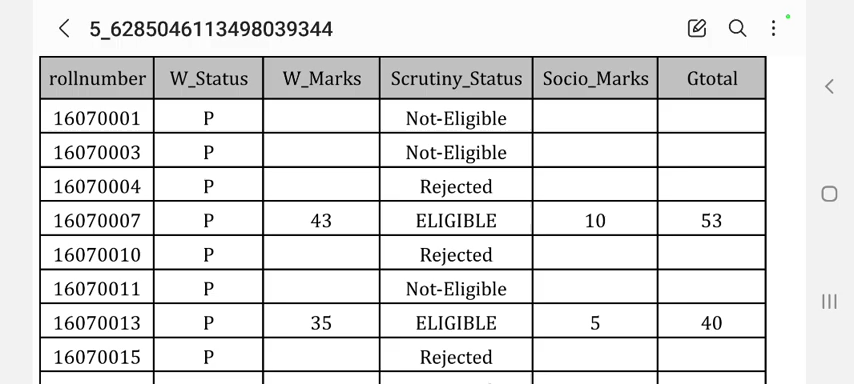 5_6285046113498039344
rollnumber W_Status W_Marks Scrutiny_Status Socio_Marks Gtotal
16070001 P Not-Eligible
16070003 P Not-Eligible
16070004 P Rejected
16070007 P 43 ELIGIBLE 10 53
16070010 P Rejected
16070011 P Not-Eligible
16070013 P 35 ELIGIBLE 5 40
16070015 P Rejected